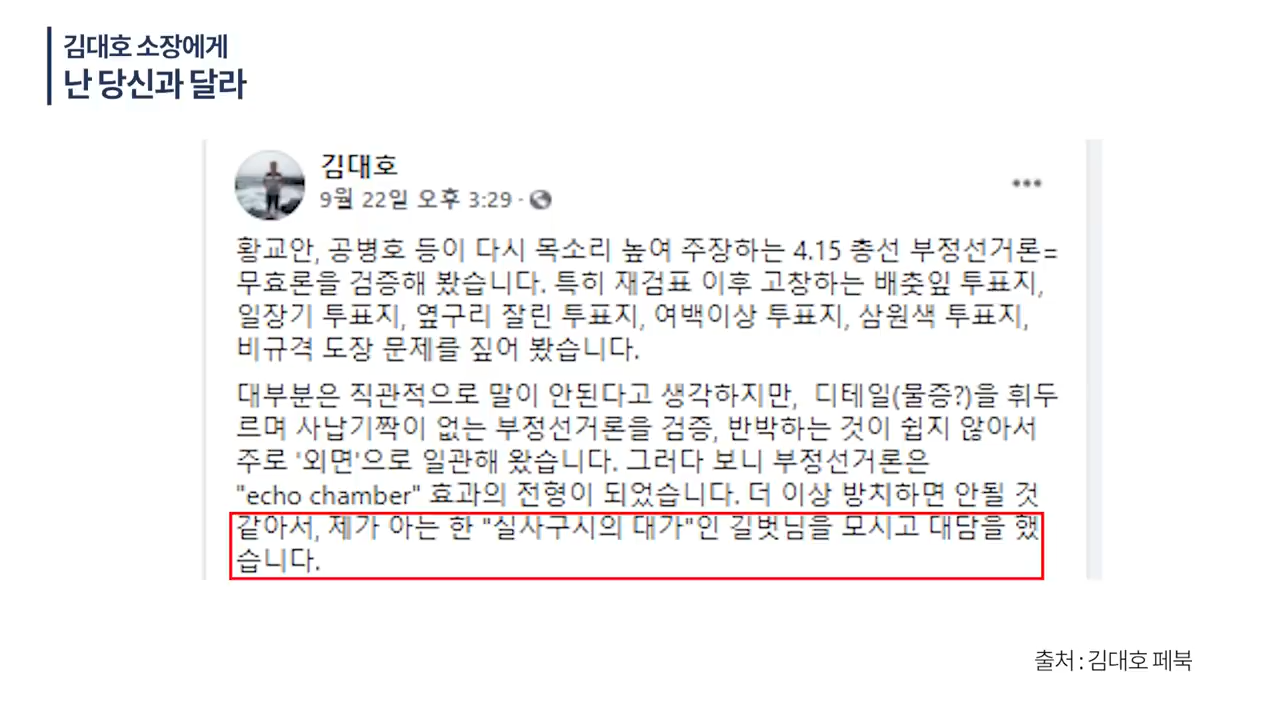 김대호 소장에게
난 당신과 달라
김대호
9월 22일 오후 3:29 ·
황교안, 공병호 등이 다시 목소리 높여 주장하는 4.15 총선 부정선거론=
무효론을 검증해 봤습니다. 특히 재검표 이후 고창하는 배춧잎 투표지,
일장기 투표지, 옆구리 잘린 투표지, 여백이상 투표지, 삼원색 투표지,
비규격 도장 문제를 짚어 봤습니다.
대부분은 직관적으로 말이 안된다고 생각하지만, 디테일(물증?)을 휘두
르며 사납기짝이 없는 부정선거론을 검증, 반박하는 것이 쉽지 않아서
주로 '외면'으로 일관해 왔습니다. 그러다 보니 부정선거론은
"echo chamber" 효과의 전형이 되었습니다. 더 이상 방치하면 안될 것
같아서, 제가 아는 한 "실사구시의 대가"인 길벗님을 모시고 대담을 했
습니다.
출처 : 김대호 페북